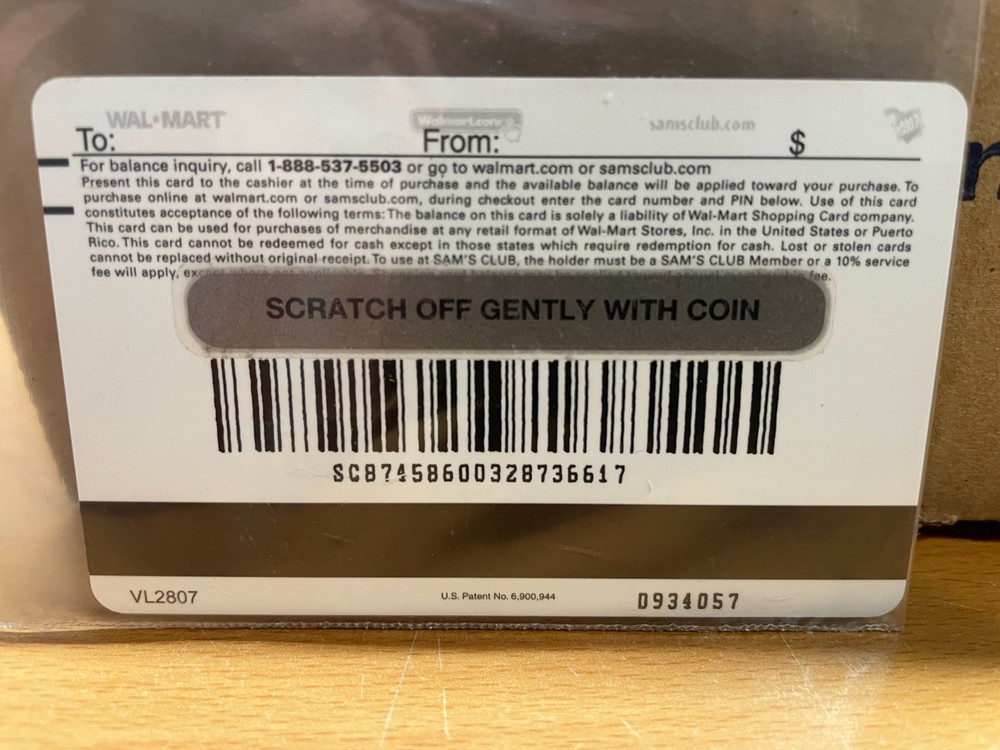 WAL★MART Walmart.com samsclub.com
To: From: $
For balance inquiry, call 1-888-537-5503 or go to walmart.com or samsclub.com
Present this card to the cashier at the time of purchase and the available balance will be applied toward your purchase. To
purchase online at walmart.com or samsclub.com, during checkout enter the card number and PIN below. Use of this card
constitutes acceptance of the following terms: The balance on this card is solely a liability of Wal-Mart Shopping Card company.
This card can be used for purchases of merchandise at any retail format of Wal-Mart Stores, Inc. in the United States or Puerto
Rico. This card cannot be redeemed for cash except in those states which require redemption for cash. Lost or stolen cards
cannot be replaced without original receipt. To use at SAM'S CLUB, the holder must be a SAM'S CLUB Member or a 10% service
fee will apply, fee.
SCRATCH OFF GENTLY WITH COIN
SC87458600328736617
VL2807 U.S. Patent No. 6,900,944 0934057